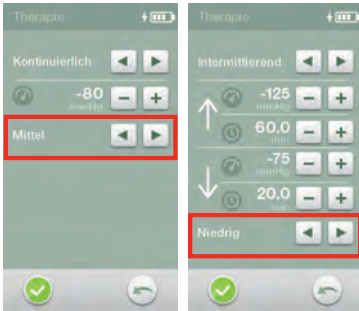 Therapie
Kontinuierlich
-80
mmHg
Mittel
Therapie
Intermittierend
-125
mmHg
60.0
min
-75
mmHg
20.0
min
Niedrig